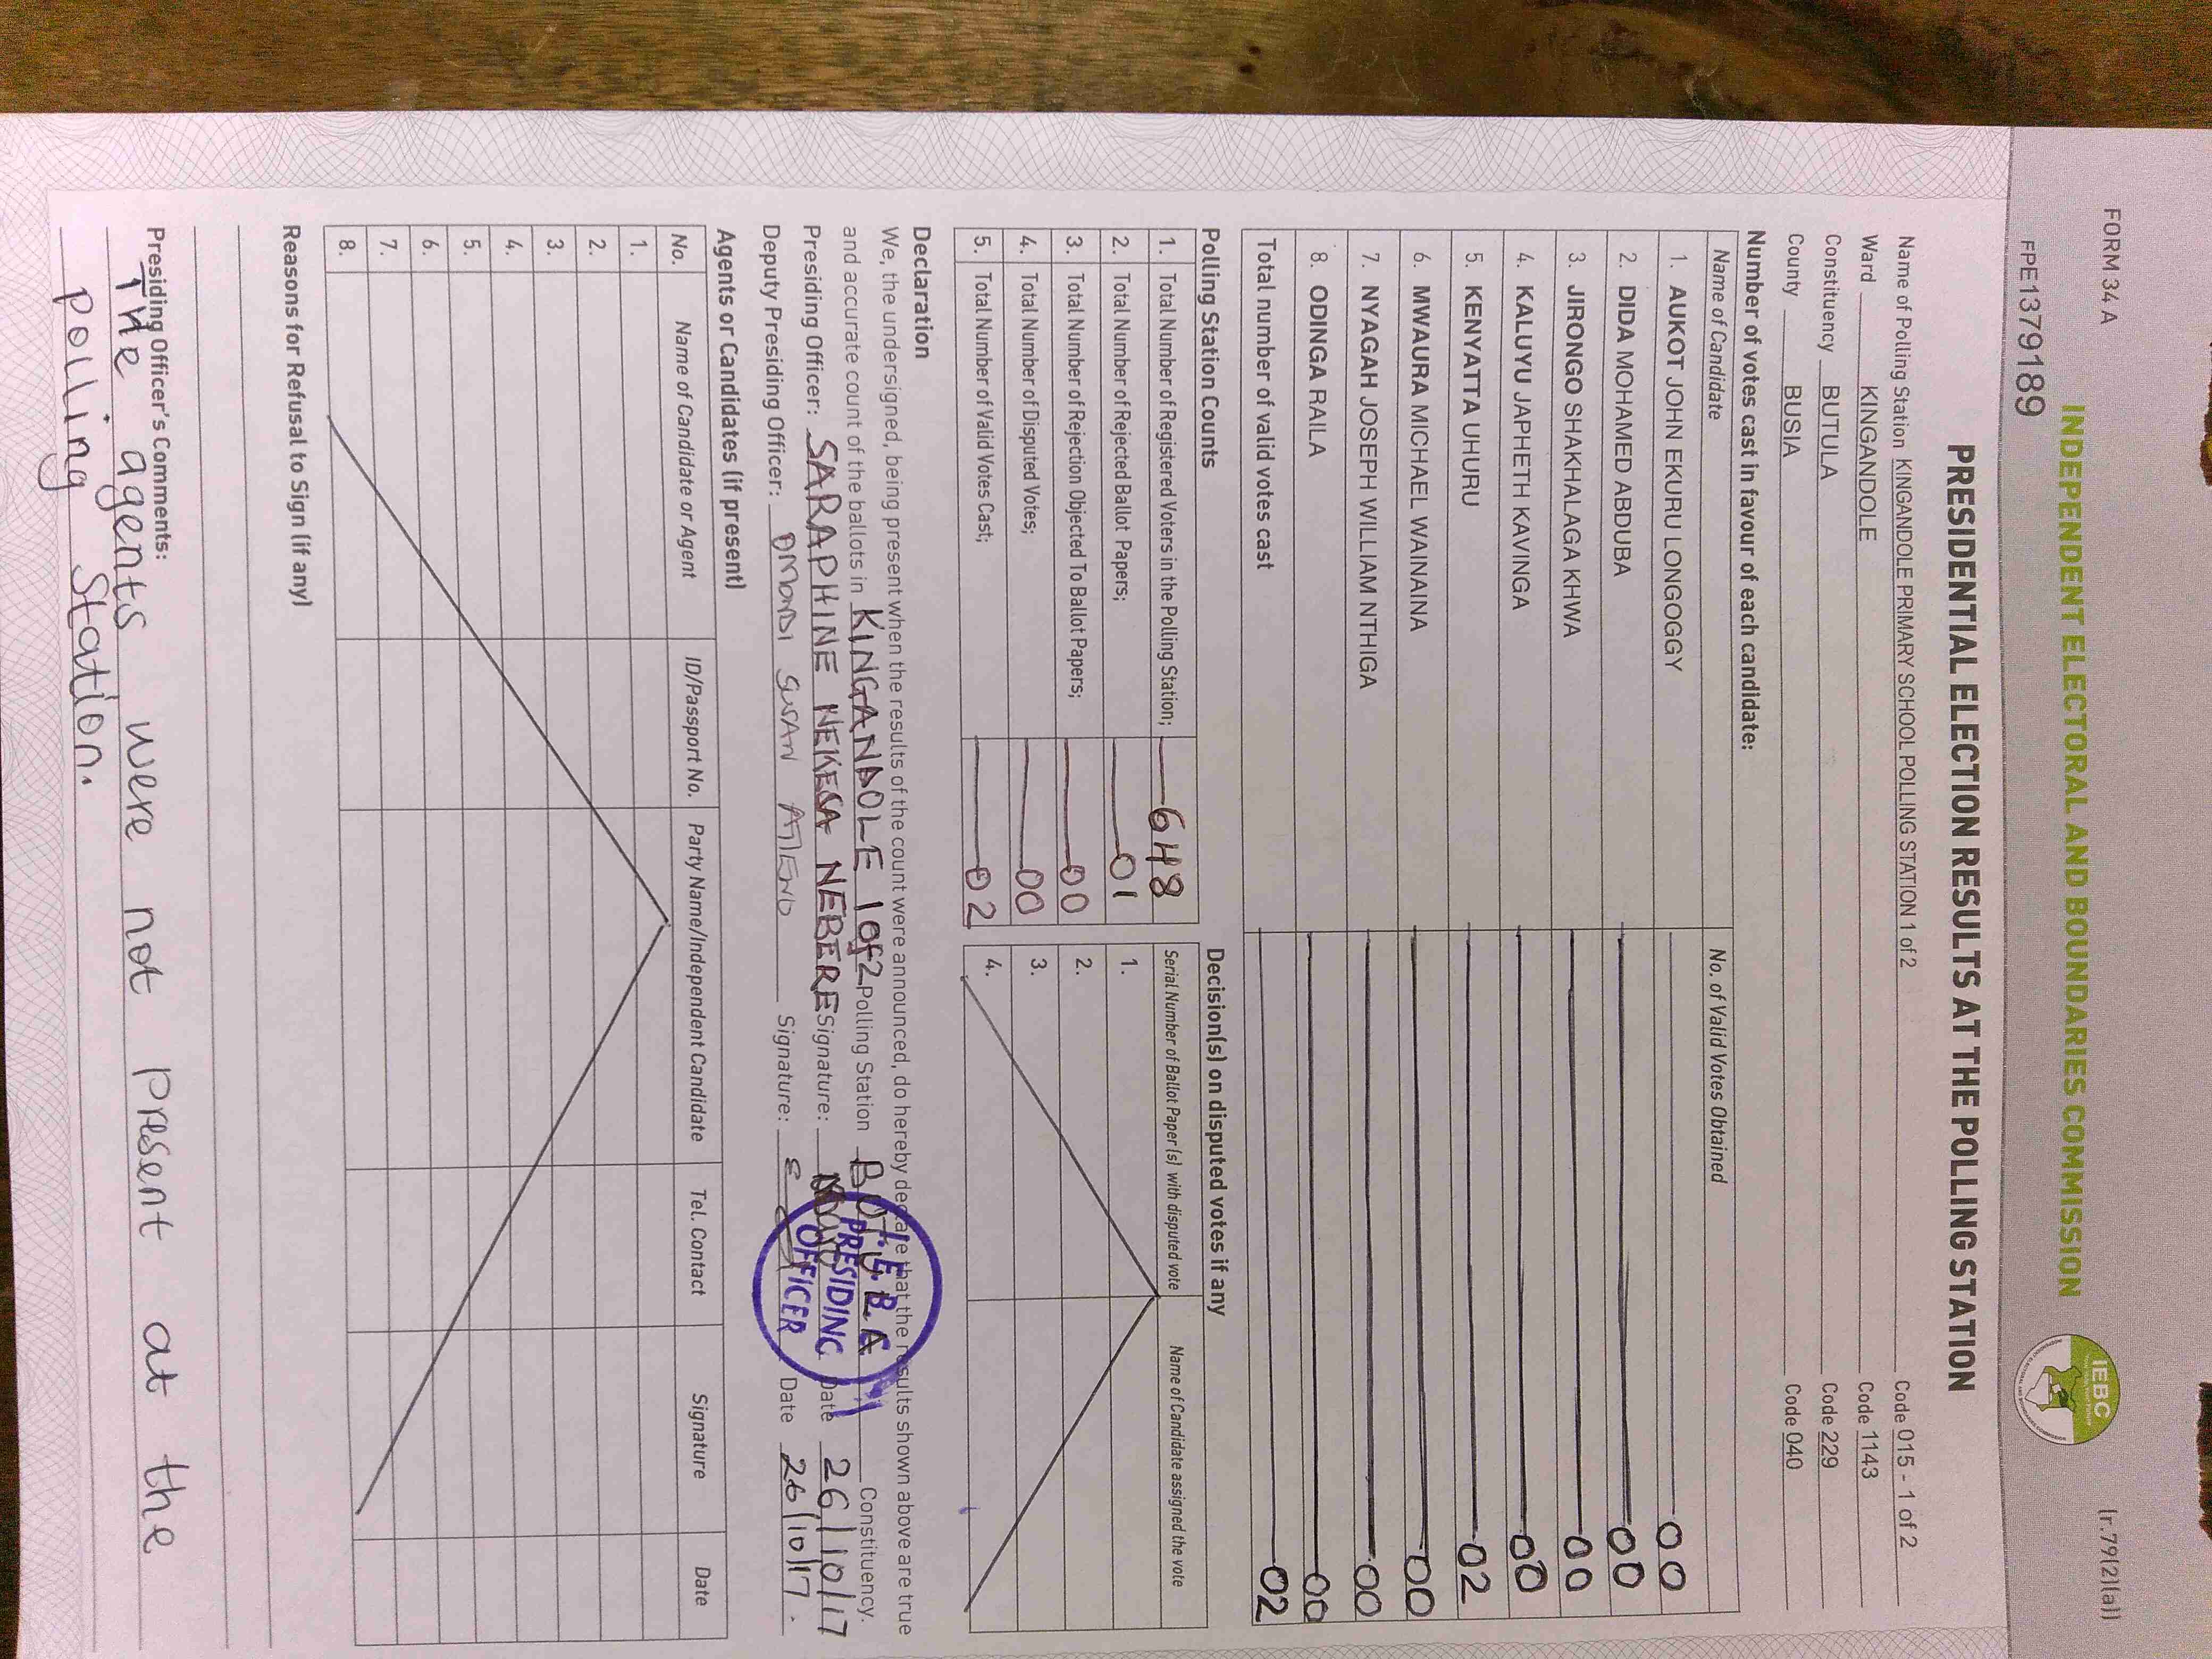 FORM 34 A
(r.79(2)(a))
INDEPENDENT ELECTORAL AND BOUNDARIES COMMISSION
IEBC
FPE1379189
PRESIDENTIAL ELECTION RESULTS AT THE POLLING STATION
Name of Polling Station KINGANDOLE PRIMARY SCHOOL POLLING STATION 1 of 2 Code 015 - 1 of 2
Ward KINGANDOLE Code 1143
Constituency BUTULA Code 229
County BUSIA Code 040
Number of votes cast in favour of each candidate:
Name of Candidate No. of Valid Votes Obtained
1. AUKOT JOHN EKURU LONGOGGY 00
2. DIDA MOHAMED ABDUBA 00
3. JIRONGO SHAKHALAGA KHWA 00
4. KALUYU JAPHETH KAVINGA 00
5. KENYATTA UHURU 02
6. MWAURA MICHAEL WAINAINA 00
7. NYAGAH JOSEPH WILLIAM NTHIGA 00
8. ODINGA RAILA 00
Total number of valid votes cast 02
Polling Station Counts
1. Total Number of Registered Voters in the Polling Station; 648
2. Total Number of Rejected Ballot Papers; 01
3. Total Number of Rejection Objected To Ballot Papers; 00
4. Total Number of Disputed Votes; 00
5. Total Number of Valid Votes Cast; 02
Decision(s) on disputed votes if any
Serial Number of Ballot Paper (s) with disputed vote Name of Candidate assigned the vote
1.
2.
3.
4.
Declaration
We, the undersigned, being present when the results of the count were announced, do hereby declare that the results shown above are true
and accurate count of the ballots in KINGANDOLE 1 of 2 Polling Station BUTULA Constituency.
Presiding Officer: SARAPHINE NEKESA NEBERE Signature: Date 26/10/17
Deputy Presiding Officer: OMONDI SUSAN ATIENO Signature: Date 26/10/17.
I.E.B.C
PRESIDING
OFFICER
Agents or Candidates (if present)
No. Name of Candidate or Agent ID/Passport No. Party Name/Independent Candidate Tel. Contact Signature Date
1.
2.
3.
4.
5.
6.
7.
8.
Reasons for Refusal to Sign (if any)
Presiding Officer's Comments:
The agents were not present at the
polling station.